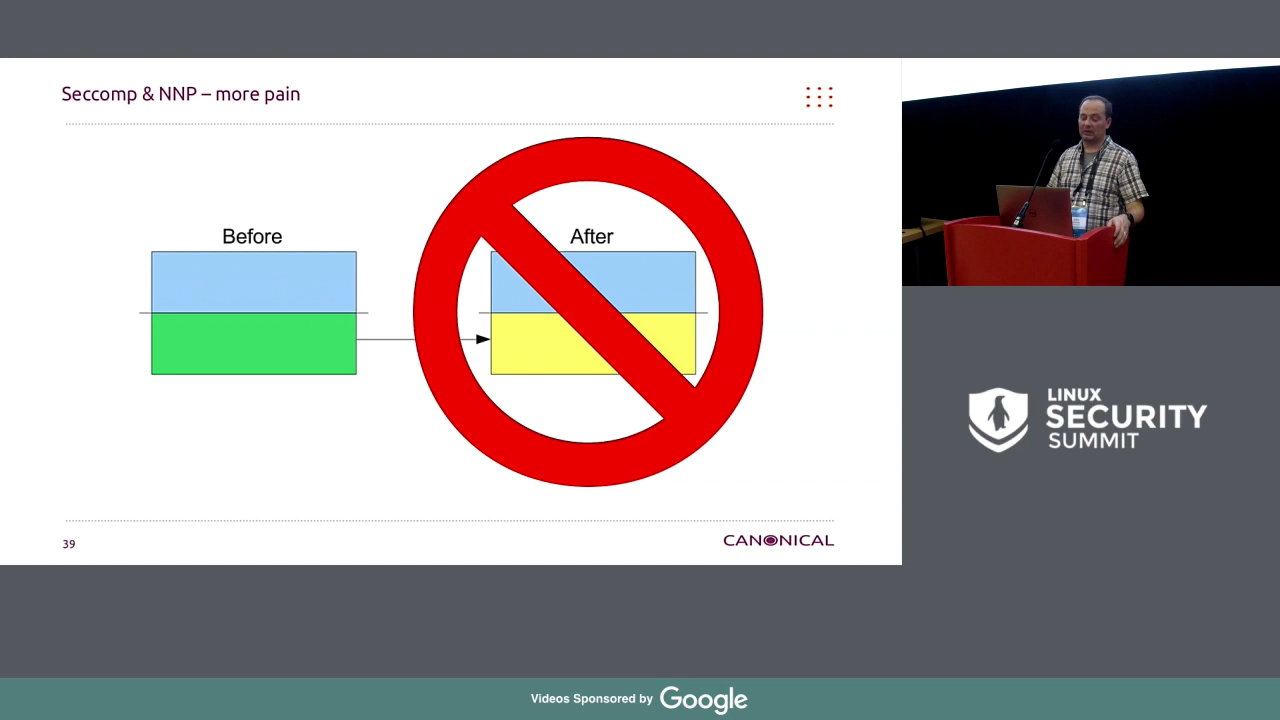 Seccomp & NNP – more pain
Before
After
39
CANONICAL
LINUX
SECURITY
SUMMIT
Videos Sponsored by Google